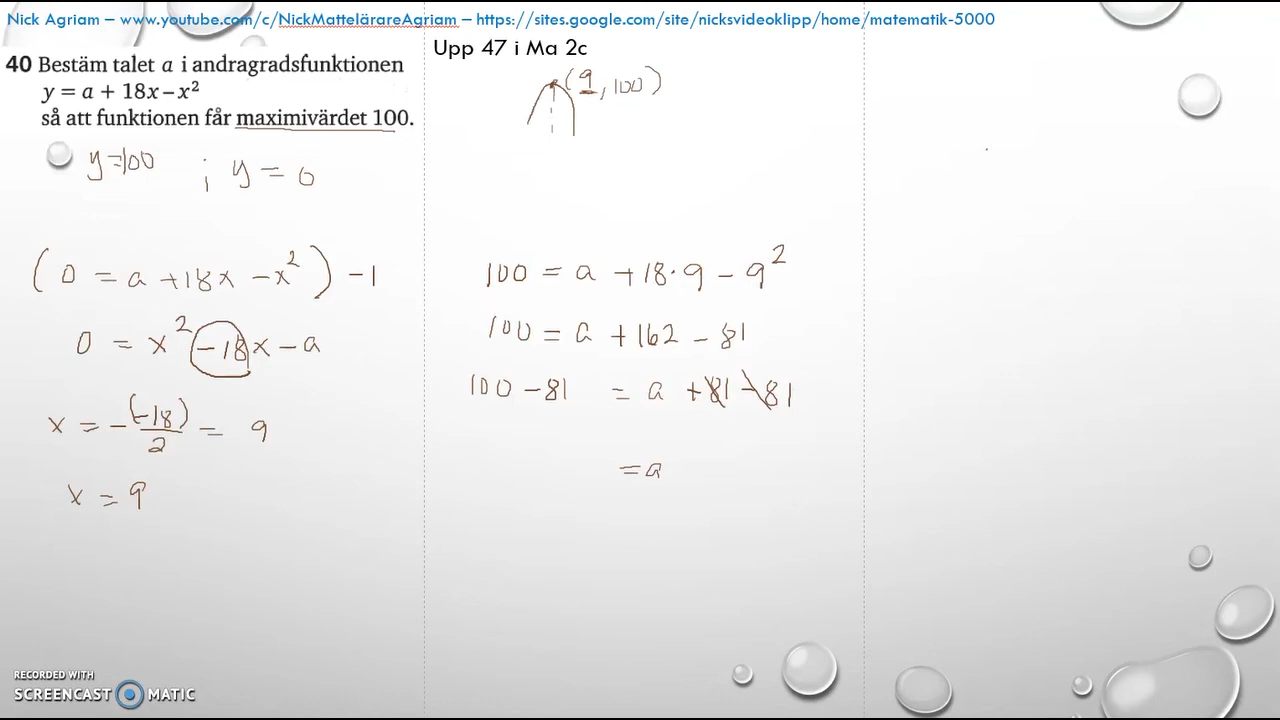 Nick Agriam – www.youtube.com/c/NickMattelärareAgriam – https://sites.google.com/site/nicksvideoklipp/home/matematik-5000
40 Bestäm talet a i andragradsfunktionen
y = a + 18x – x²
så att funktionen får maximivärdet 100.
y=100 ; y = 0
(0 = a +18x –x²) –1
0 = x² –18x – a
x = –(–18)/2 = 9
x = 9
Upp 47 i Ma 2c
(9, 100)
100 = a +18·9 – 9²
100 = a +162 – 81
100 – 81 = a +81 –81
= a
RECORDED WITH
SCREENCAST MATIC